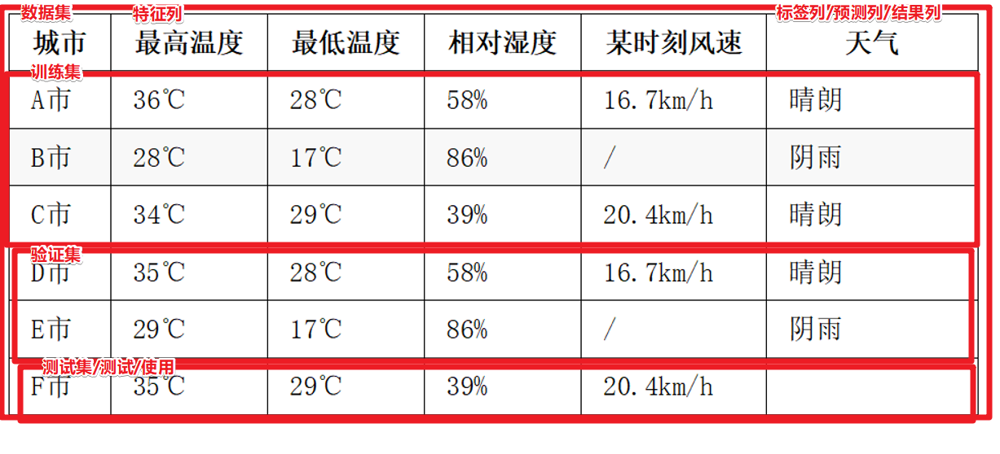 数据集 特征列 标签列/预测列/结果列
城市 最高温度 最低温度 相对湿度 某时刻风速 天气
训练集
A市 36℃ 28℃ 58% 16.7km/h 晴朗
B市 28℃ 17℃ 86% / 阴雨
C市 34℃ 29℃ 39% 20.4km/h 晴朗
验证集
D市 35℃ 28℃ 58% 16.7km/h 晴朗
E市 29℃ 17℃ 86% / 阴雨
测试集/测试/使用
F市 35℃ 29℃ 39% 20.4km/h